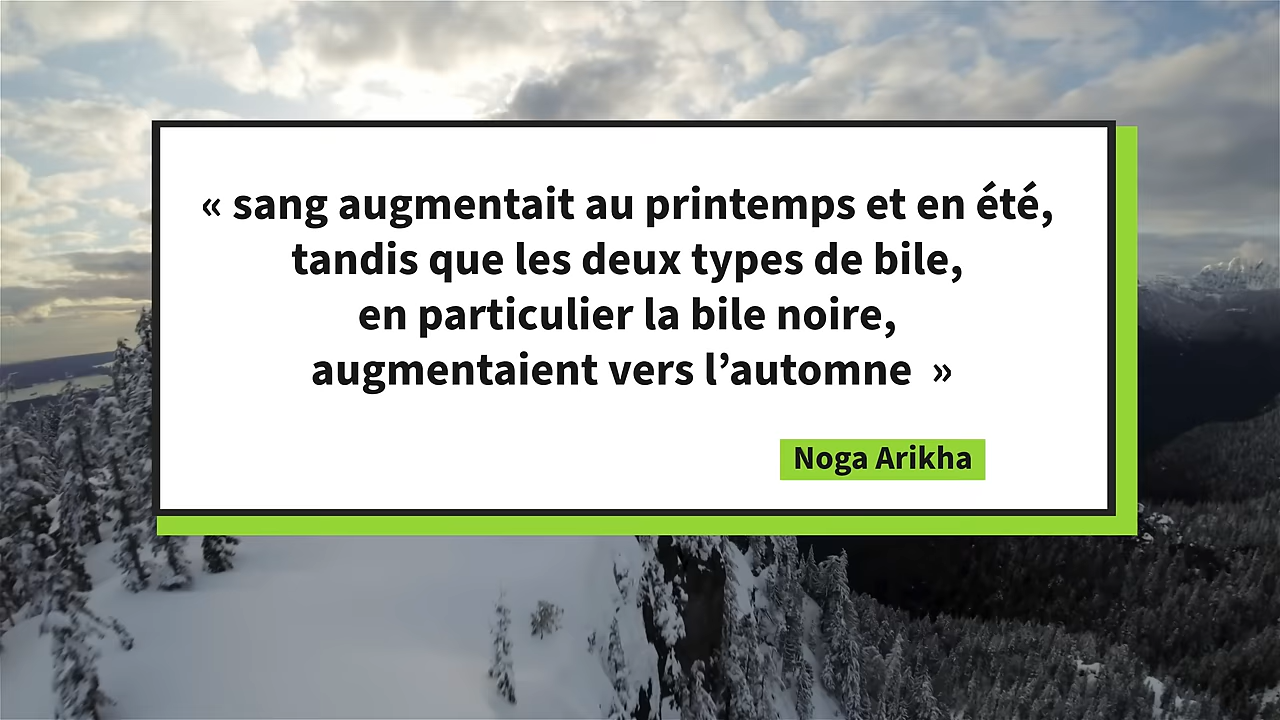 « sang augmentait au printemps et en été,
tandis que les deux types de bile,
en particulier la bile noire,
augmentaient vers l’automne  »
Noga Arikha